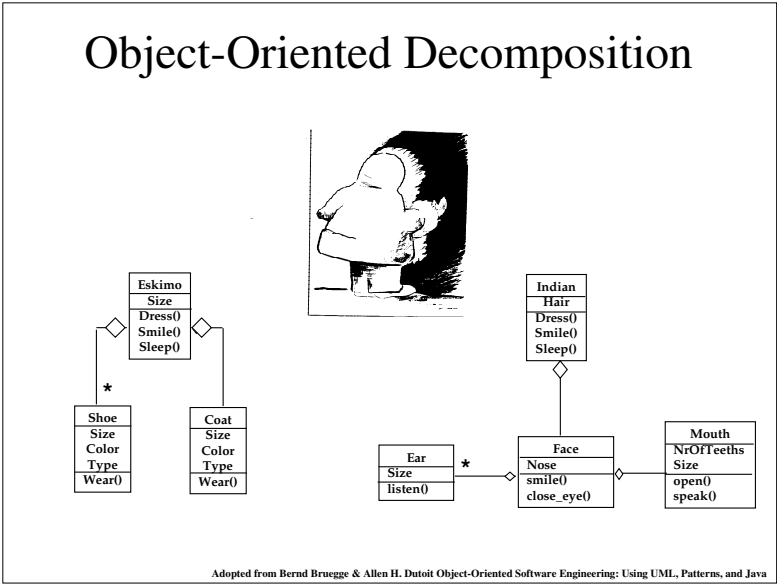 Object-Oriented Decomposition
Eskimo
Size
Dress()
Smile()
Sleep()
*
Shoe
Size
Color
Type
Wear()
Coat
Size
Color
Type
Wear()
Indian
Hair
Dress()
Smile()
Sleep()
Ear
Size
listen()
*
Face
Nose
smile()
close_eye()
Mouth
NrOfTeeths
Size
open()
speak()
Adopted from Bernd Bruegge & Allen H. Dutoit Object-Oriented Software Engineering: Using UML, Patterns, and Java